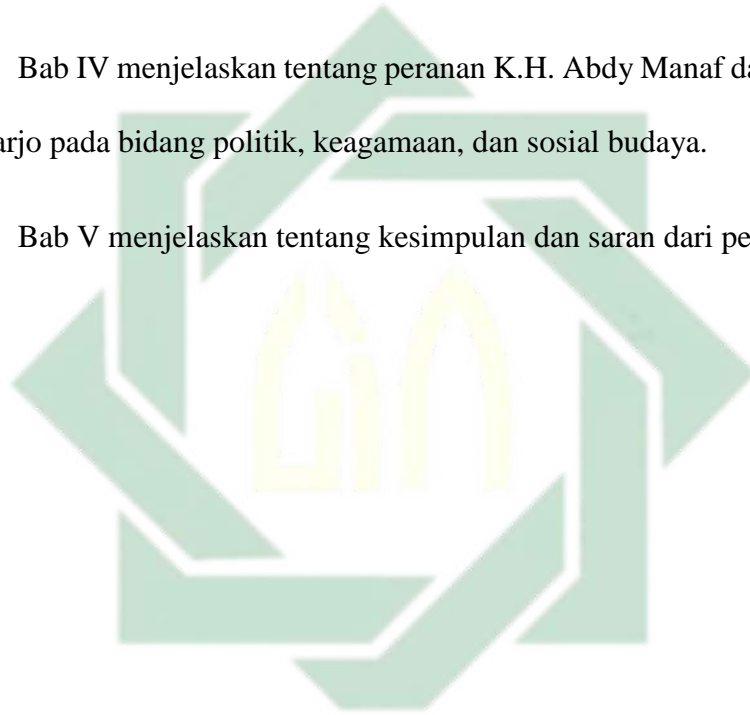 Bab IV menjelaskan tentang peranan K.H. Abdy Manaf da
arjo pada bidang politik, keagamaan, dan sosial budaya.
Bab V menjelaskan tentang kesimpulan dan saran dari pe